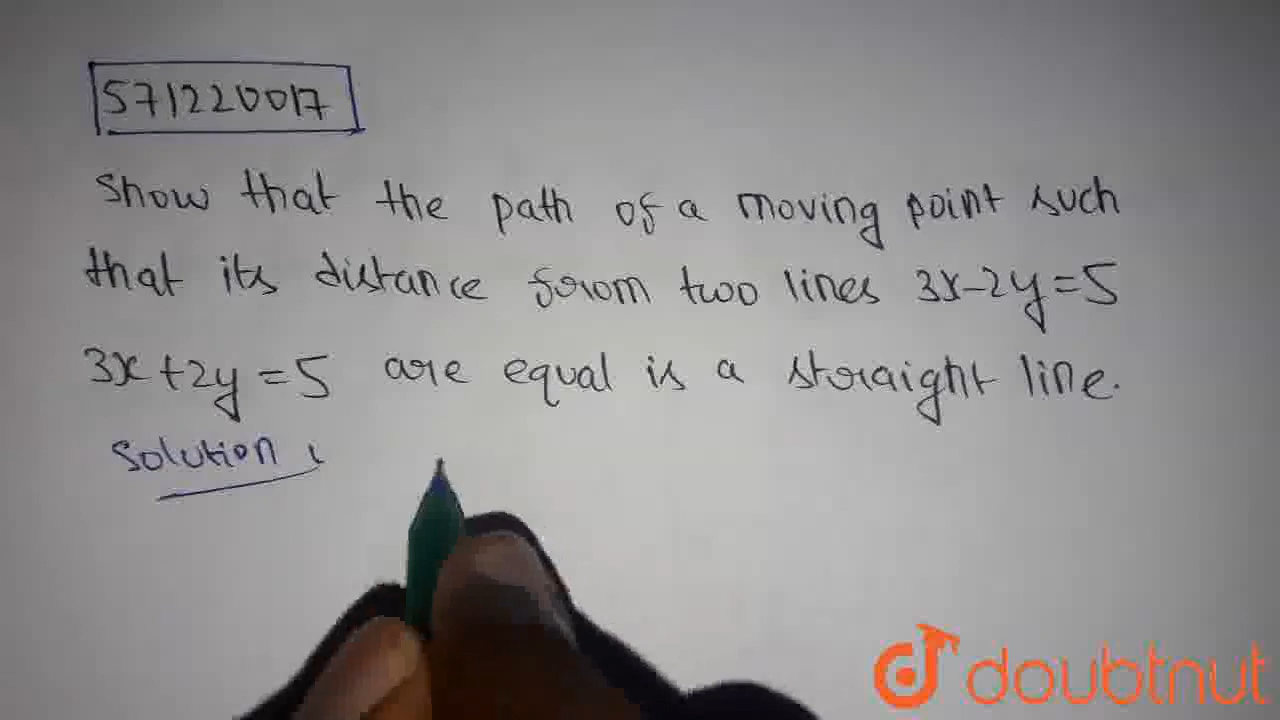 571220017
Show that the path of a moving point such
that its distance from two lines 3x-2y=5
3x+2y=5 are equal is a straight line.
Solution
doubtnut